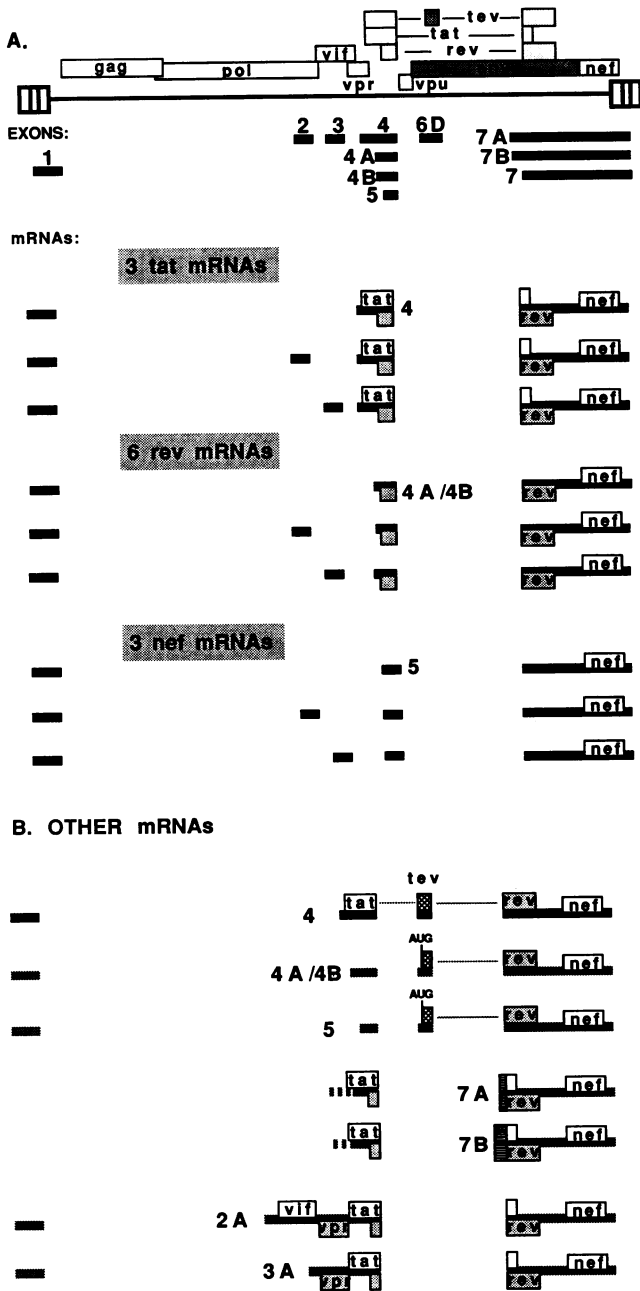 A.
tev
tat
rev
gag
pol
vif
vpr
vpu
nef
EXONS:
1
2 3 4 6D 7A
4A 7B
4B 7
5
mRNAs:
3 tat mRNAs
tat 4 rev nef
tat rev nef
tat rev nef
6 rev mRNAs
4A/4B rev nef
rev nef
rev nef
3 nef mRNAs
5 nef
nef
nef
B. OTHER mRNAs
tev
4 tat rev nef
AUG
4A/4B rev nef
AUG
5 rev nef
tat 7A rev nef
tat 7B rev nef
2A vif vpr tat rev nef
3A vpr tat rev nef